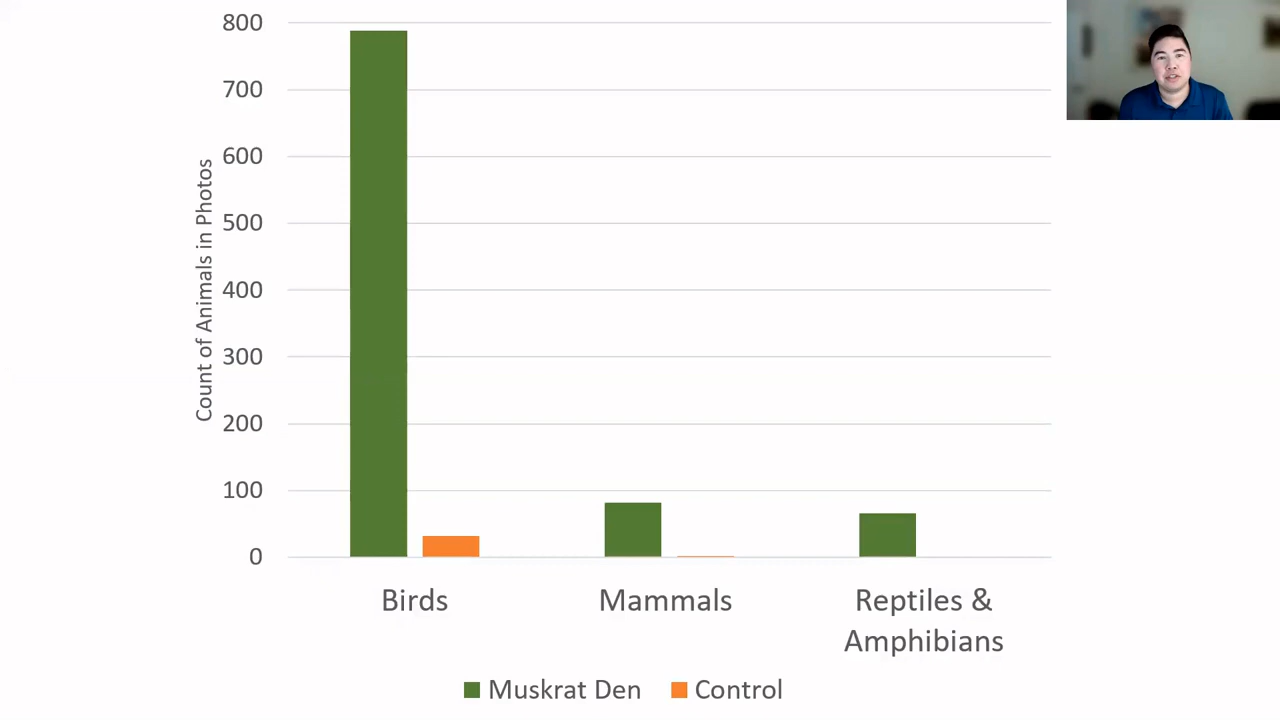 800
700
600
500
400
300
200
100
0
Count of Animals in Photos
Birds
Mammals
Reptiles &
Amphibians
Muskrat Den
Control